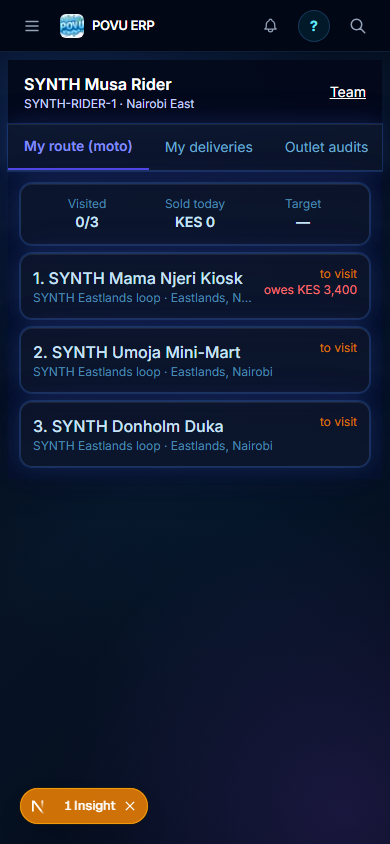 POVU ERP
?
SYNTH Musa Rider
SYNTH-RIDER-1 · Nairobi East
Team
My route (moto)
My deliveries
Outlet audits
Visited
Sold today
Target
0/3
KES 0
—
1. SYNTH Mama Njeri Kiosk
to visit
SYNTH Eastlands loop · Eastlands, N...
owes KES 3,400
2. SYNTH Umoja Mini-Mart
to visit
SYNTH Eastlands loop · Eastlands, Nairobi
3. SYNTH Donholm Duka
to visit
SYNTH Eastlands loop · Eastlands, Nairobi
N
1 Insight